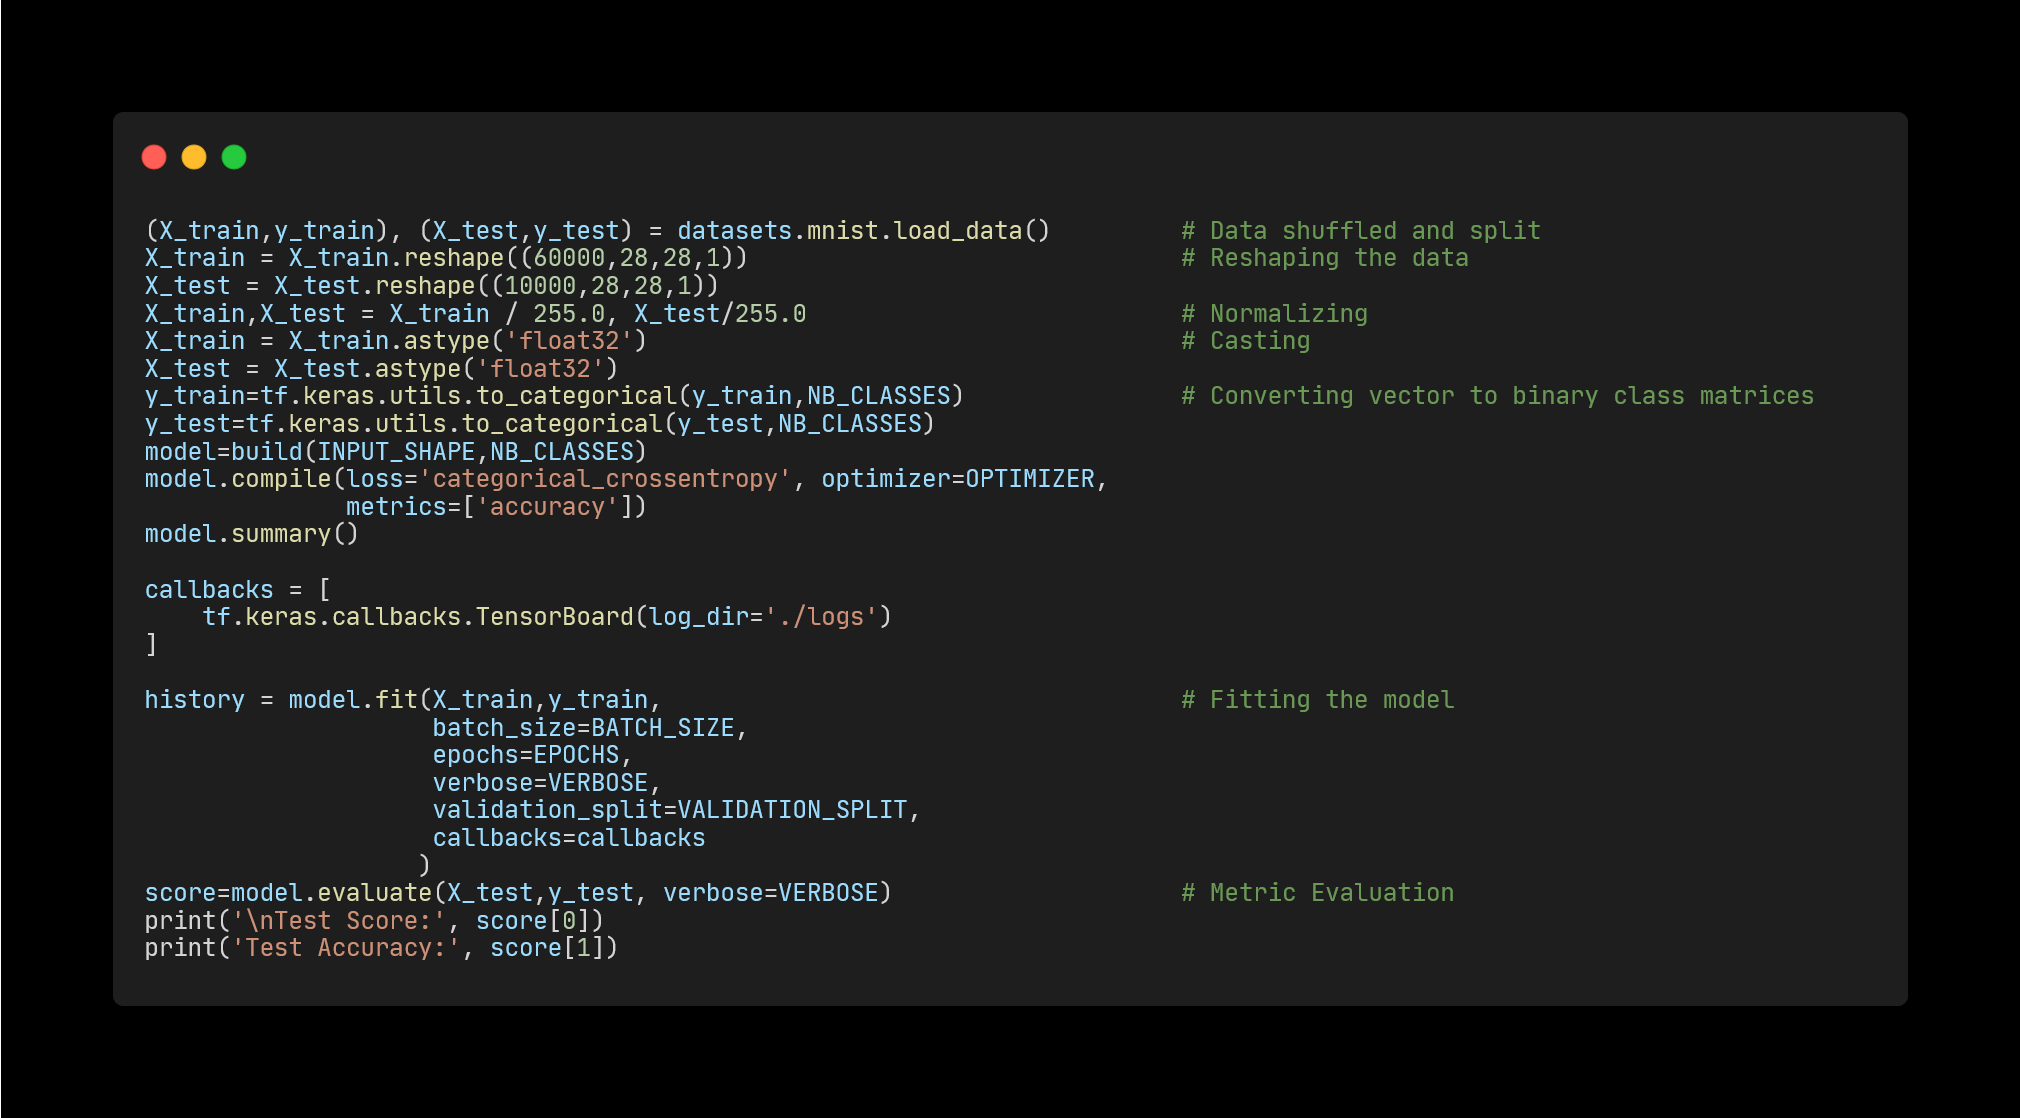 (X_train,y_train), (X_test,y_test) = datasets.mnist.load_data()         # Data shuffled and split
X_train = X_train.reshape((60000,28,28,1))                              # Reshaping the data
X_test = X_test.reshape((10000,28,28,1))
X_train,X_test = X_train / 255.0, X_test/255.0                          # Normalizing
X_train = X_train.astype('float32')                                     # Casting
X_test = X_test.astype('float32')
y_train=tf.keras.utils.to_categorical(y_train,NB_CLASSES)               # Converting vector to binary class matrices
y_test=tf.keras.utils.to_categorical(y_test,NB_CLASSES)
model=build(INPUT_SHAPE,NB_CLASSES)
model.compile(loss='categorical_crossentropy', optimizer=OPTIMIZER,
              metrics=['accuracy'])
model.summary()

callbacks = [
    tf.keras.callbacks.TensorBoard(log_dir='./logs')
]

history = model.fit(X_train,y_train,                                    # Fitting the model
                    batch_size=BATCH_SIZE,
                    epochs=EPOCHS,
                    verbose=VERBOSE,
                    validation_split=VALIDATION_SPLIT,
                    callbacks=callbacks
                   )
score=model.evaluate(X_test,y_test, verbose=VERBOSE)                    # Metric Evaluation
print('\nTest Score:', score[0])
print('Test Accuracy:', score[1])